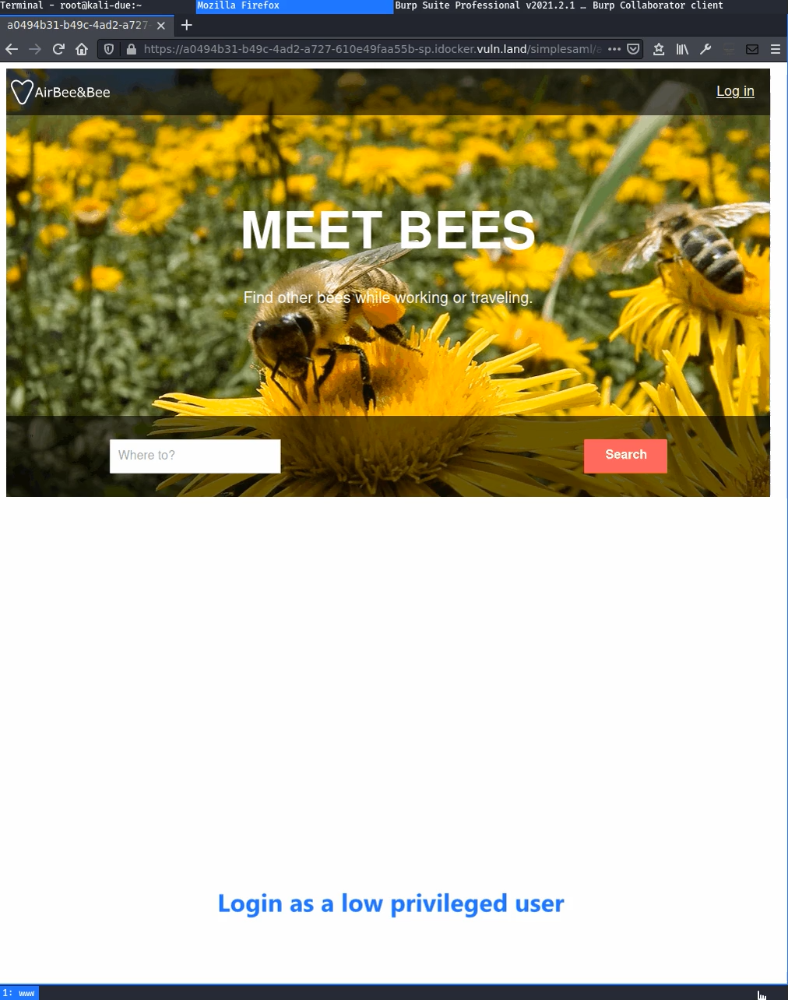 Terminal - root@kali-due:~ Mozilla Firefox Burp Suite Professional v2021.2.1 … Burp Collaborator client
a0494b31-b49c-4ad2-a727-
https://a0494b31-b49c-4ad2-a727-610e49faa55b-sp.idocker.vuln.land/simplesaml/a
AirBee&Bee Log in
MEET BEES
Find other bees while working or traveling.
Where to? Search
Login as a low privileged user
1: www